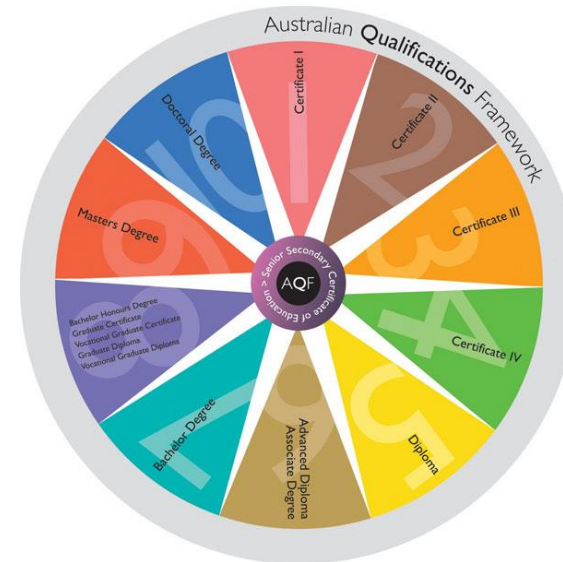 Australian Qualifications Framework
1
Certificate I
2
Certificate II
3
Certificate III
4
Certificate IV
5
Diploma
6
Advanced Diploma
Associate Degree
7
Bachelor Degree
8
Bachelor Honours Degree
Graduate Certificate
Vocational Graduate Certificate
Graduate Diploma
Vocational Graduate Diploma
9
Masters Degree
10
Doctoral Degree
Senior Secondary Certificate of Education >
AQF